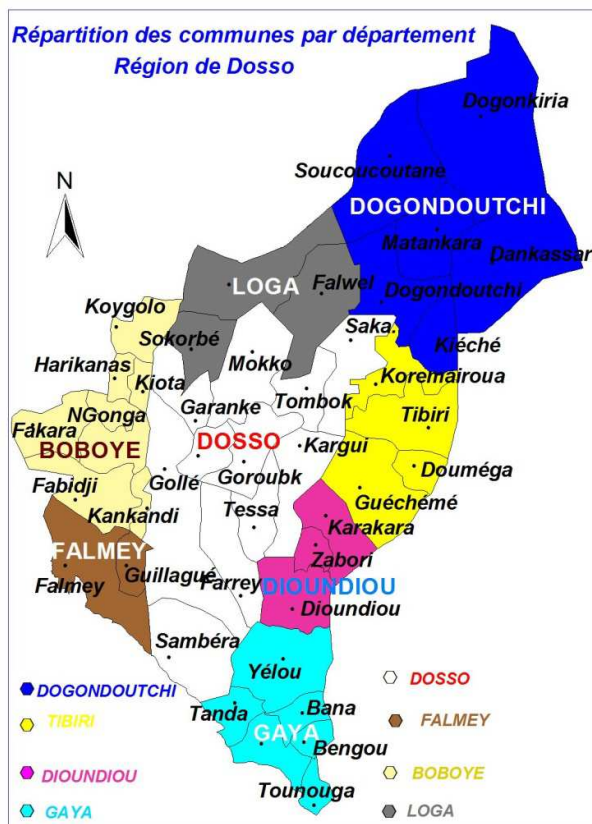 Répartition des communes par département
Région de Dosso
Dogonkiria
Soucoucoutane
N
DOGONDOUTCHI
Matankara
Dankassar
LOGA
Falwel
Dogondoutchi
Koygolo
Saka
Sokorbé
Kiéché
Mokko
Harikanas
Koremairoua
Kiota
Tombok
NGonga
Garanke
Tibiri
Fakara
DOSSO
Kargui
BOBOYE
Douméga
Gollé
Goroubk
Fabidji
Guéchémé
Kankandi
Tessa
Karakara
FALMEY
Zabori
Falmey
Guillagué
Farrey
DIOUNDIOU
Dioundiou
Sambéra
Yélou
DOGONDOUTCHI
DOSSO
Tanda
Bana
TIBIRI
FALMEY
GAYA
Bengou
DIOUNDIOU
BOBOYE
Tounouga
GAYA
LOGA